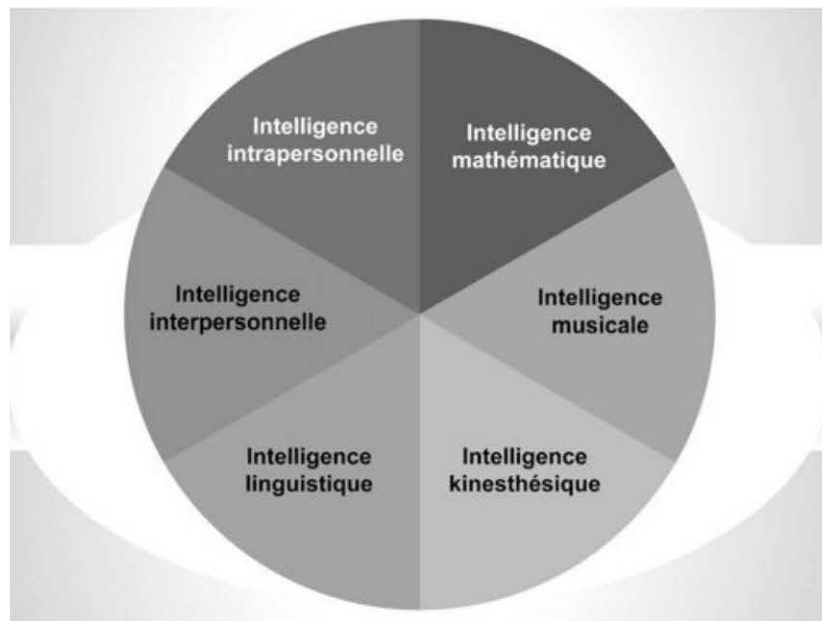 Intelligence
intrapersonnelle
Intelligence
mathématique
Intelligence
interpersonnelle
Intelligence
musicale
Intelligence
linguistique
Intelligence
kinesthésique